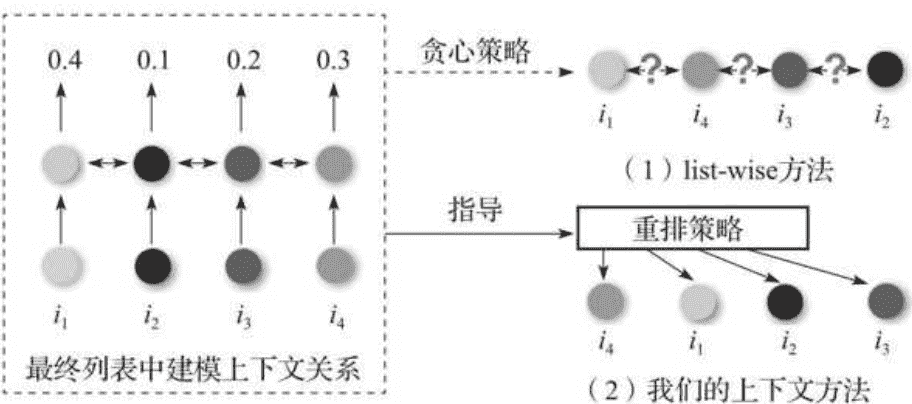 0.4 0.1 0.2 0.3
i₁ i₂ i₃ i₄
最终列表中建模上下文关系
贪心策略
? ? ?
i₁ i₄ i₃ i₂
（1）list-wise方法
指导
重排策略
i₄ i₁ i₂ i₃
（2）我们的上下文方法